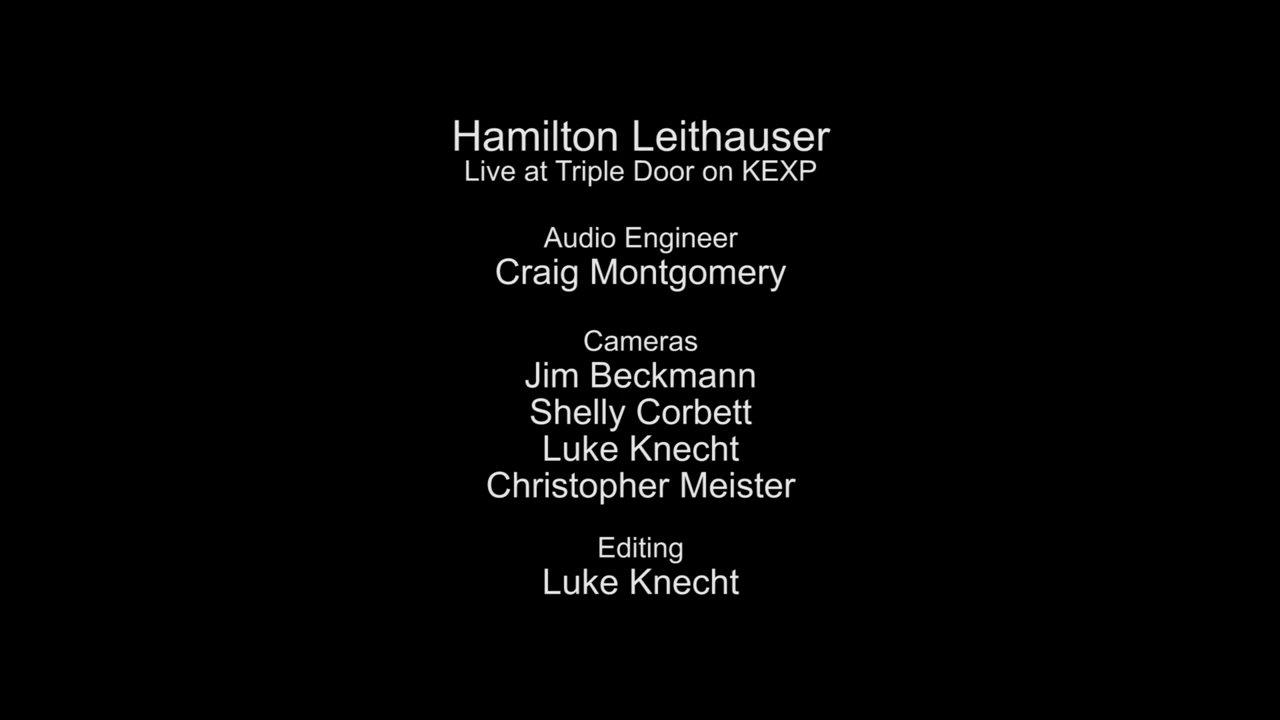 Hamilton Leithauser
Live at Triple Door on KEXP
Audio Engineer
Craig Montgomery
Cameras
Jim Beckmann
Shelly Corbett
Luke Knecht
Christopher Meister
Editing
Luke Knecht